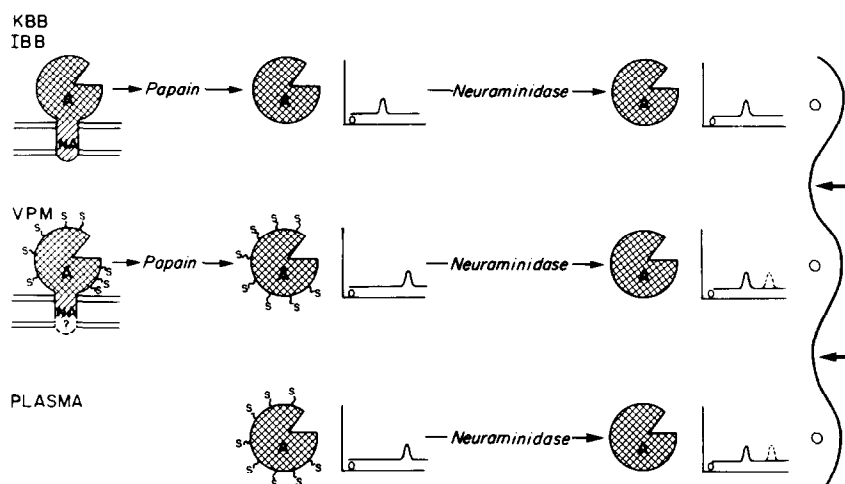 KBB
IBB
A → Papain → A O — Neuraminidase → A O O
NA
VPM
S S S S S S S S S
A → Papain → S S S S S S S S S A O — Neuraminidase → A O O
NA
?
PLASMA
S S S S S S S S S A O — Neuraminidase → A O O